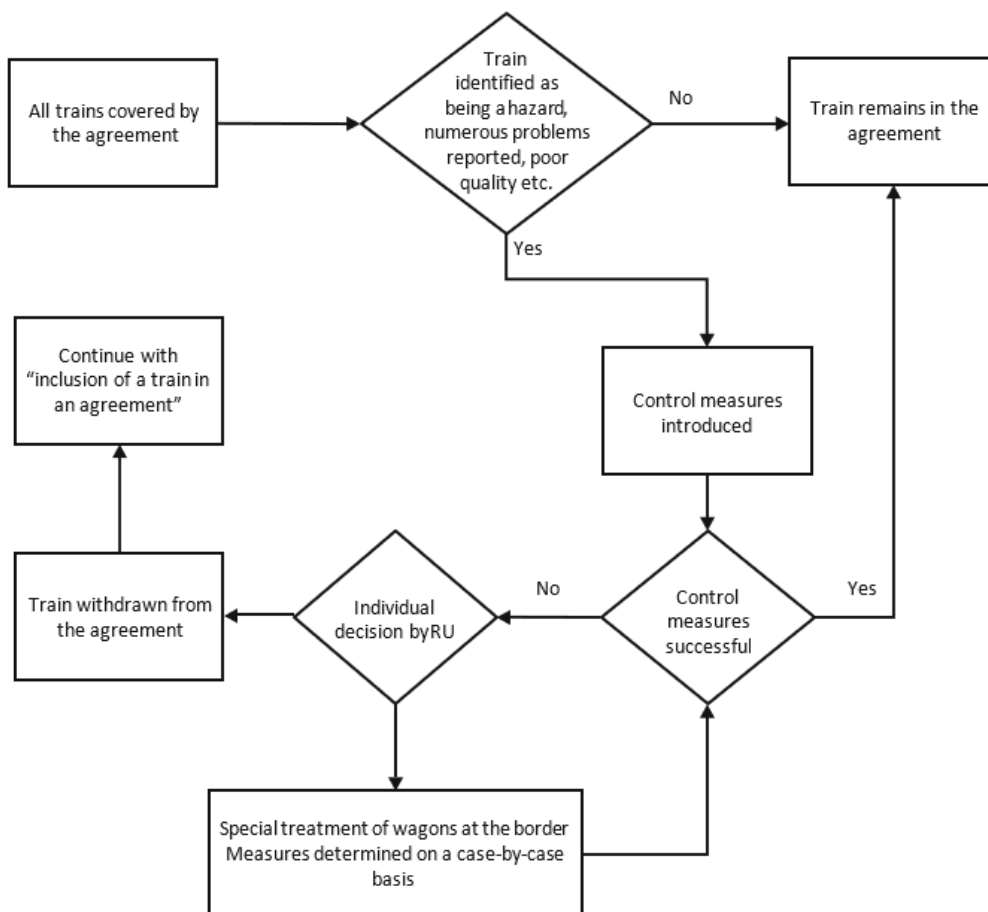 All trains covered by
the agreement
Train
identified as
being a hazard,
numerous problems
reported, poor
quality etc.
No
Train remains in the
agreement
Yes
Continue with
“inclusion of a train in
an agreement”
Control measures
introduced
Train withdrawn from
the agreement
Individual
decision byRU
No
Control
measures
successful
Yes
Special treatment of wagons at the border
Measures determined on a case-by-case
basis